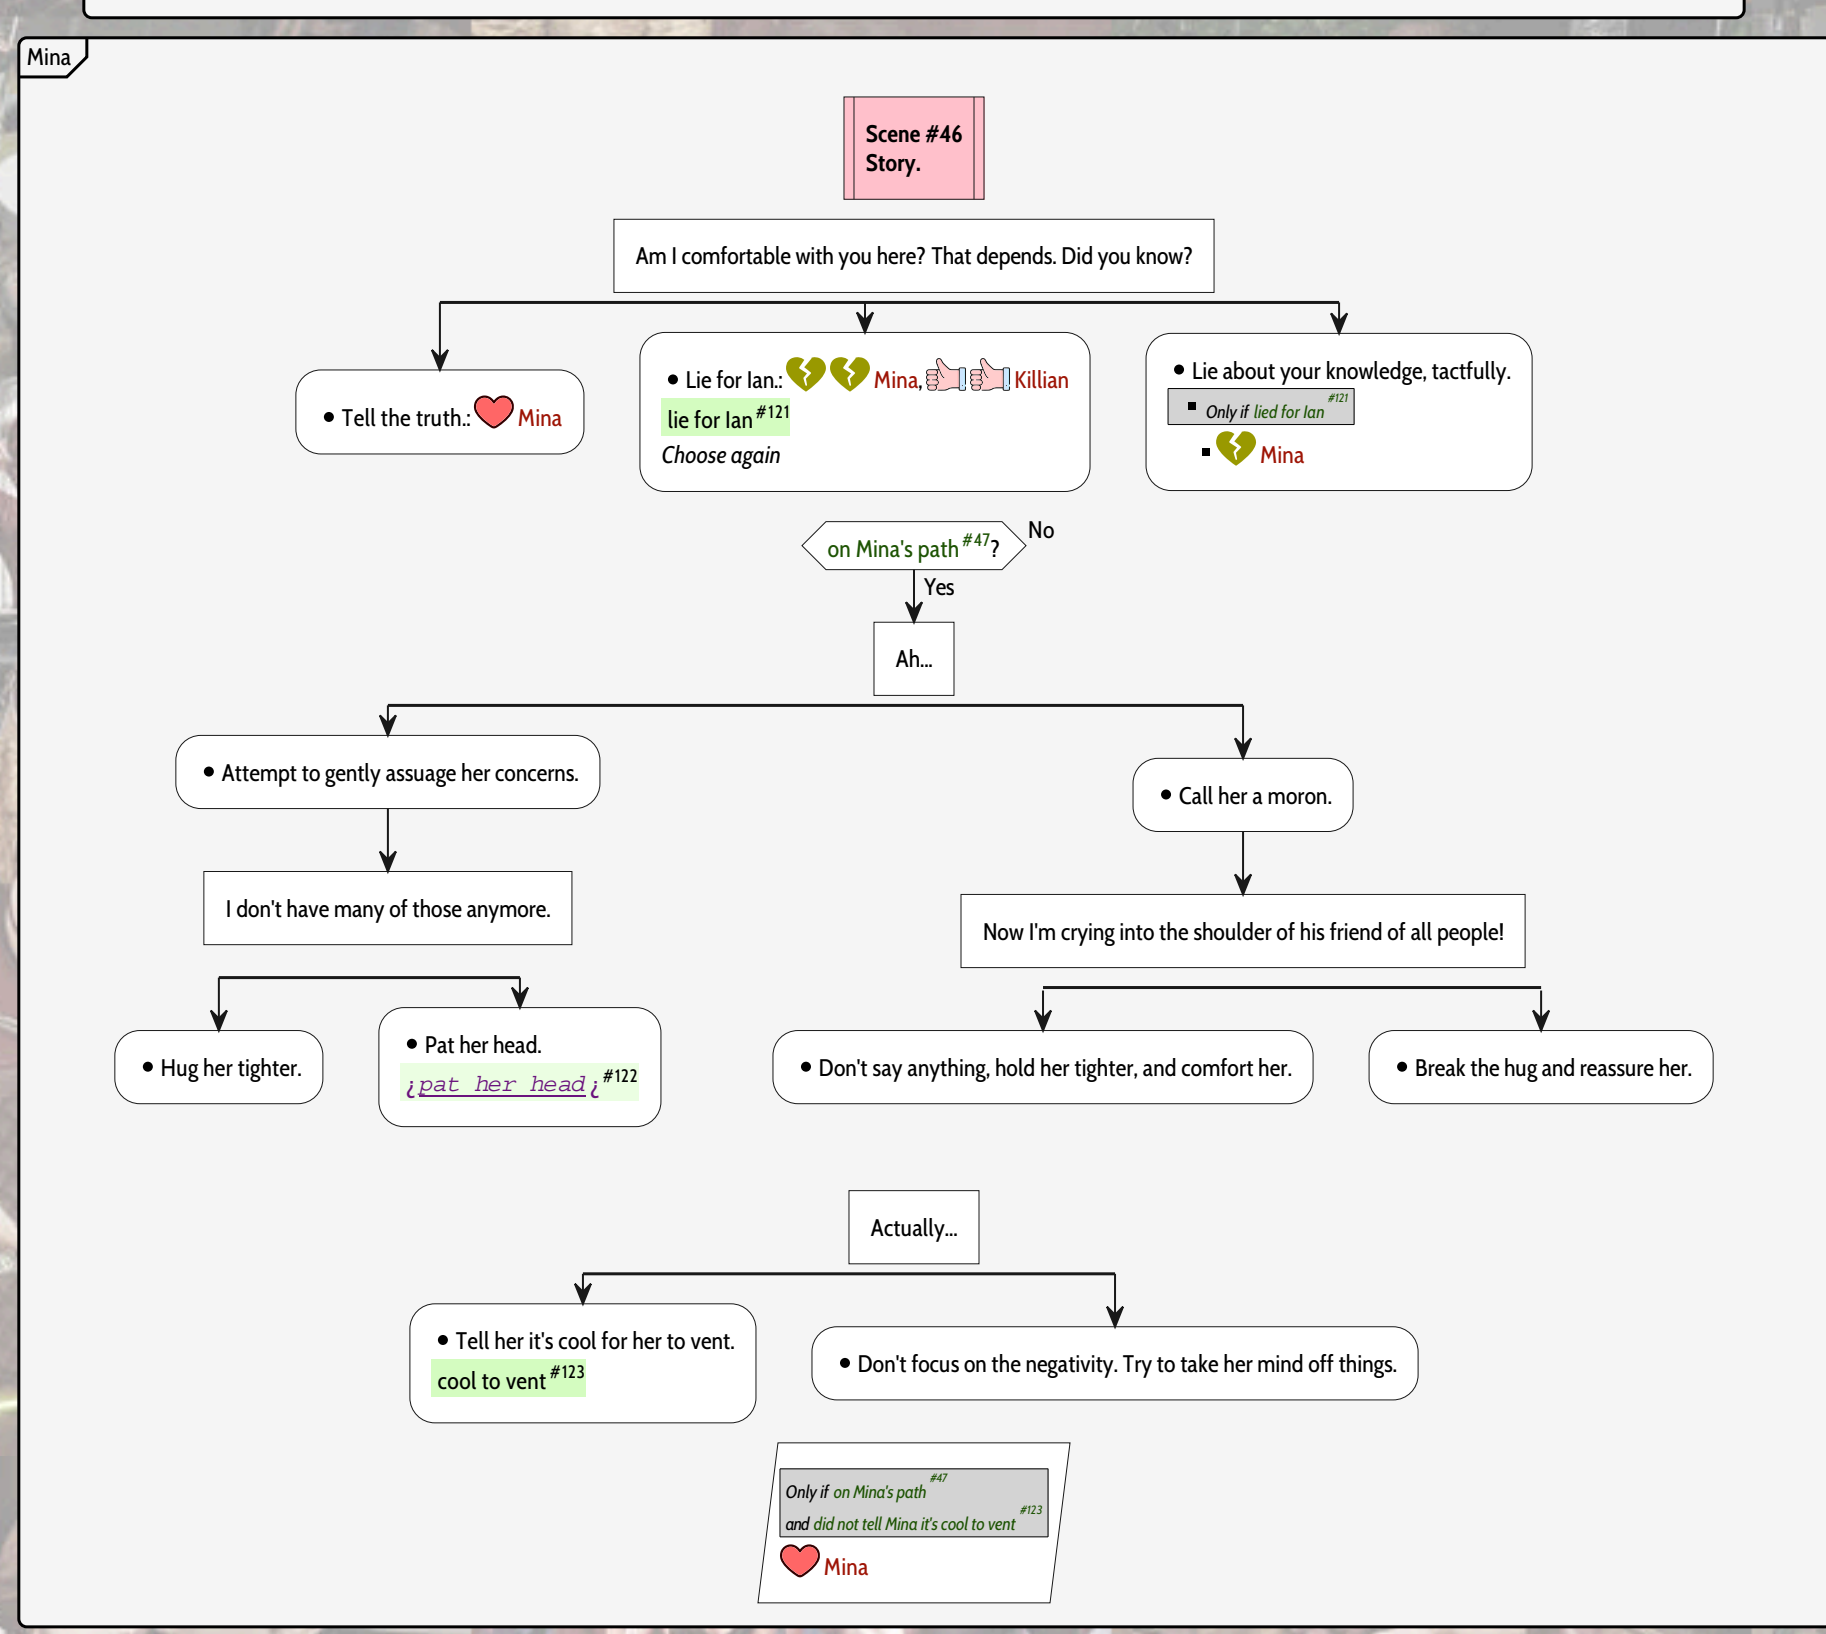 Mina
Scene #46
Story.
Am I comfortable with you here? That depends. Did you know?
• Tell the truth.: Mina
• Lie for Ian.: Mina, Killian
lie for Ian #121
Choose again
• Lie about your knowledge, tactfully.
▪ Only if lied for Ian #121
▪ Mina
on Mina's path #47?
No
Yes
Ah...
• Attempt to gently assuage her concerns.
• Call her a moron.
I don't have many of those anymore.
Now I'm crying into the shoulder of his friend of all people!
• Hug her tighter.
• Pat her head.
¿pat her head¿ #122
• Don't say anything, hold her tighter, and comfort her.
• Break the hug and reassure her.
Actually...
• Tell her it's cool for her to vent.
cool to vent #123
• Don't focus on the negativity. Try to take her mind off things.
Only if on Mina's path #47
and did not tell Mina it's cool to vent #123
Mina